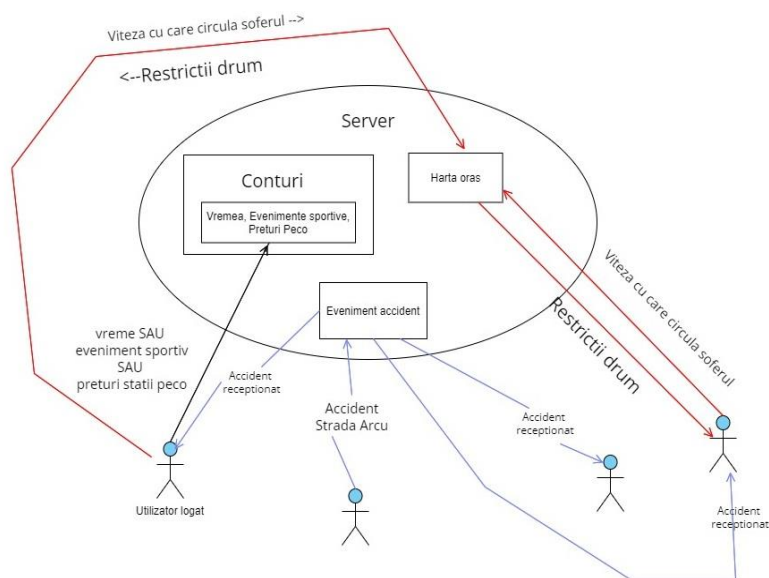 Viteza cu care circula soferul -->
<--Restrictii drum
Server
Conturi
Vremea, Evenimente sportive,
Preturi Peco
Harta oras
Eveniment accident
vreme SAU
eveniment sportiv
SAU
preturi statii peco
Accident
receptionat
Accident
Strada Arcu
Accident
receptionat
Restrictii drum
Viteza cu care circula soferul
Utilizator logat
Accident
receptionat